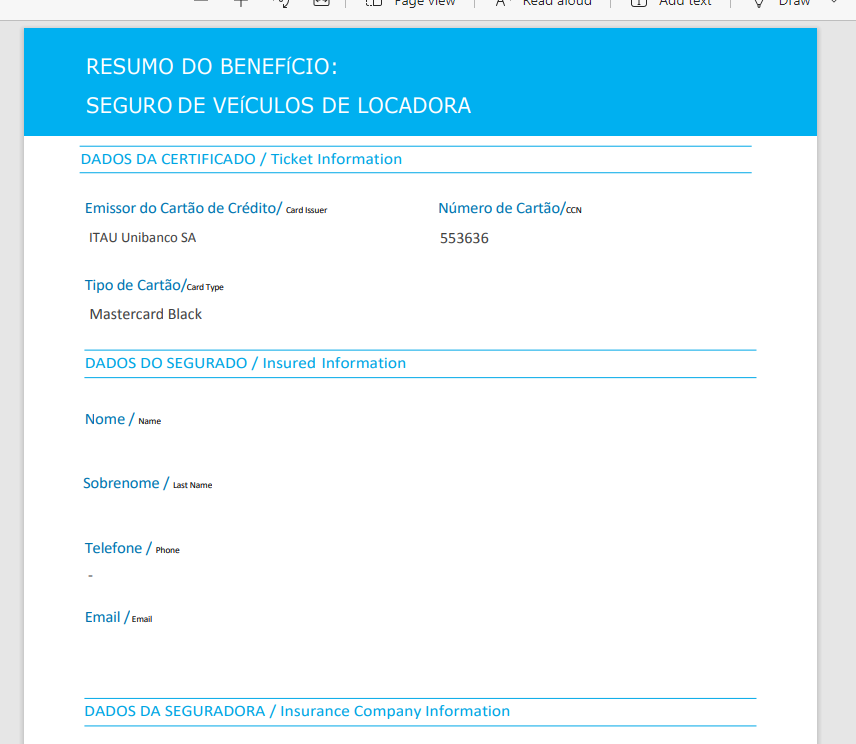 Page view
Read aloud
Add text
Draw
RESUMO DO BENEFÍCIO:
SEGURO DE VEÍCULOS DE LOCADORA
DADOS DA CERTIFICADO / Ticket Information
Emissor do Cartão de Crédito/ Card Issuer
Número de Cartão/CCN
ITAU Unibanco SA
553636
Tipo de Cartão/Card Type
Mastercard Black
DADOS DO SEGURADO / Insured Information
Nome / Name
Sobrenome / Last Name
Telefone / Phone
-
Email / Email
DADOS DA SEGURADORA / Insurance Company Information